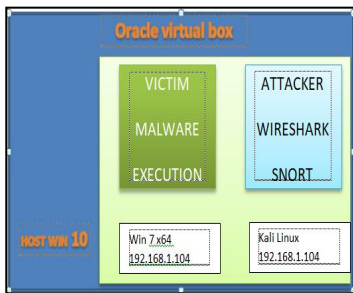 Oracle virtual box
VICTIM
MALWARE
EXECUTION
ATTACKER
WIRESHARK
SNORT
HOST WIN 10
Win 7 x64
192.168.1.104
Kali Linux
192.168.1.104